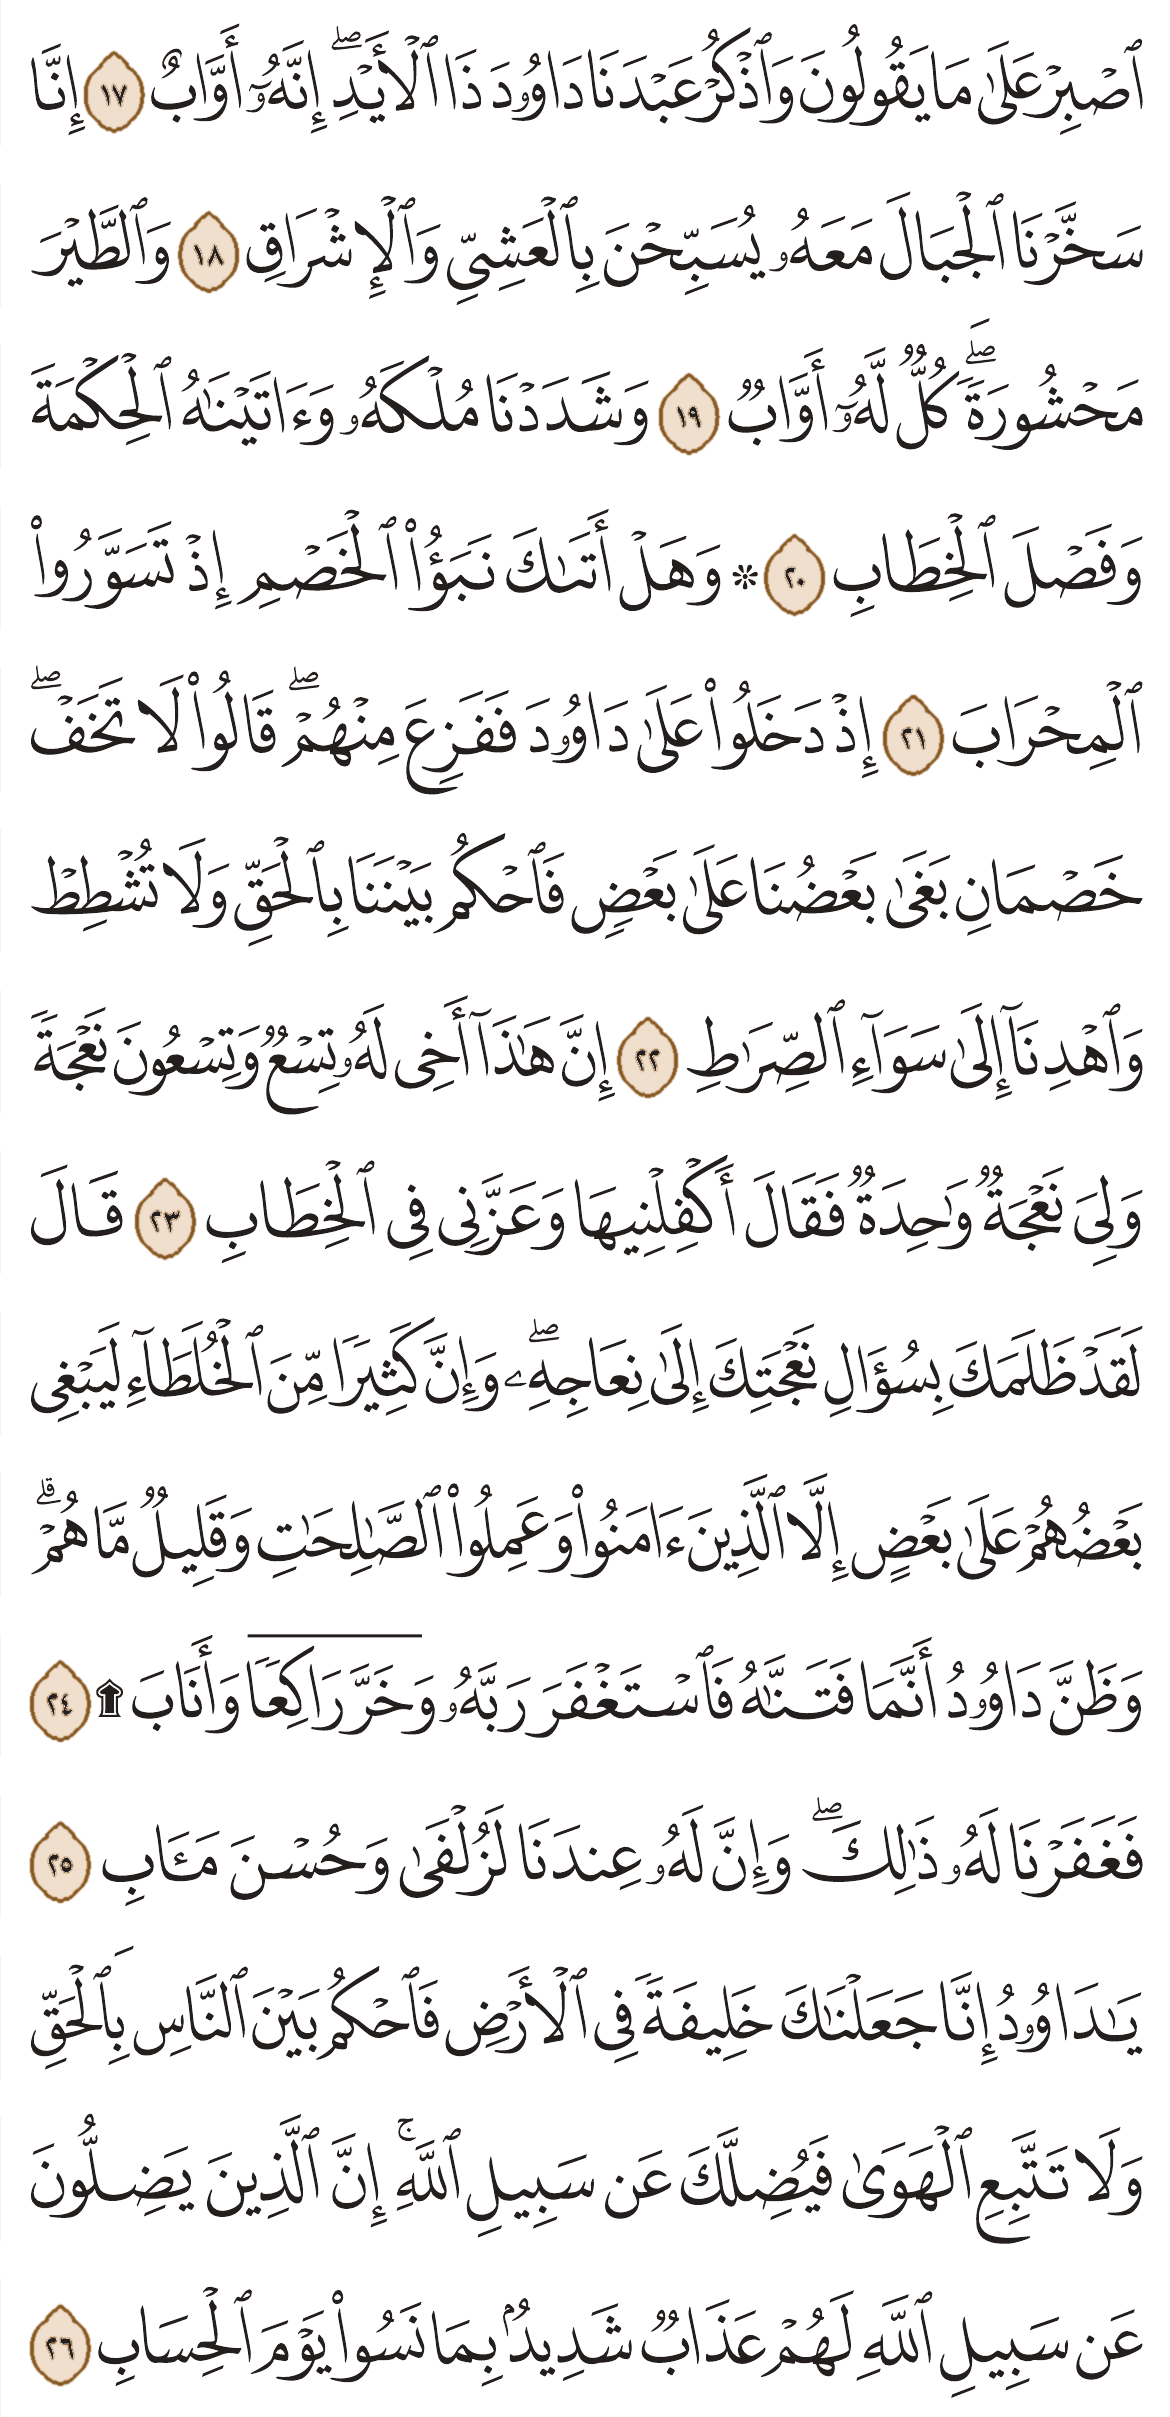 ٱصۡبِرۡ عَلَىٰ مَا يَقُولُونَ وَٱذۡكُرۡ عَبۡدَنَا دَاوُۥدَ ذَا ٱلۡأَيۡدِۖ إِنَّهُۥٓ أَوَّابٌ ١٧ إِنَّا
سَخَّرۡنَا ٱلۡجِبَالَ مَعَهُۥ يُسَبِّحۡنَ بِٱلۡعَشِيِّ وَٱلۡإِشۡرَاقِ ١٨ وَٱلطَّيۡرَ
مَحۡشُورَةٗۖ كُلّٞ لَّهُۥٓ أَوَّابٞ ١٩ وَشَدَدۡنَا مُلۡكَهُۥ وَءَاتَيۡنَٰهُ ٱلۡحِكۡمَةَ
وَفَصۡلَ ٱلۡخِطَابِ ٢٠ ۞ وَهَلۡ أَتَىٰكَ نَبَؤُاْ ٱلۡخَصۡمِ إِذۡ تَسَوَّرُواْ
ٱلۡمِحۡرَابَ ٢١ إِذۡ دَخَلُواْ عَلَىٰ دَاوُۥدَ فَفَزِعَ مِنۡهُمۡۖ قَالُواْ لَا تَخَفۡۖ
خَصۡمَانِ بَغَىٰ بَعۡضُنَا عَلَىٰ بَعۡضٖ فَٱحۡكُم بَيۡنَنَا بِٱلۡحَقِّ وَلَا تُشۡطِطۡ
وَٱهۡدِنَآ إِلَىٰ سَوَآءِ ٱلصِّرَٰطِ ٢٢ إِنَّ هَٰذَآ أَخِي لَهُۥ تِسۡعٞ وَتِسۡعُونَ نَعۡجَةٗ
وَلِيَ نَعۡجَةٞ وَٰحِدَةٞ فَقَالَ أَكۡفِلۡنِيهَا وَعَزَّنِي فِي ٱلۡخِطَابِ ٢٣ قَالَ
لَقَدۡ ظَلَمَكَ بِسُؤَالِ نَعۡجَتِكَ إِلَىٰ نِعَاجِهِۦۖ وَإِنَّ كَثِيرٗا مِّنَ ٱلۡخُلَطَآءِ لَيَبۡغِي
بَعۡضُهُمۡ عَلَىٰ بَعۡضٍ إِلَّا ٱلَّذِينَ ءَامَنُواْ وَعَمِلُواْ ٱلصَّٰلِحَٰتِ وَقَلِيلٞ مَّا هُمۡۗ
وَظَنَّ دَاوُۥدُ أَنَّمَا فَتَنَّٰهُ فَٱسۡتَغۡفَرَ رَبَّهُۥ وَخَرَّۤ رَاكِعٗاۤ وَأَنَابَ ۩ ٢٤
فَغَفَرۡنَا لَهُۥ ذَٰلِكَۖ وَإِنَّ لَهُۥ عِندَنَا لَزُلۡفَىٰ وَحُسۡنَ مَـَٔابٖ ٢٥
يَٰدَاوُۥدُ إِنَّا جَعَلۡنَٰكَ خَلِيفَةٗ فِي ٱلۡأَرۡضِ فَٱحۡكُم بَيۡنَ ٱلنَّاسِ بِٱلۡحَقِّ
وَلَا تَتَّبِعِ ٱلۡهَوَىٰ فَيُضِلَّكَ عَن سَبِيلِ ٱللَّهِۚ إِنَّ ٱلَّذِينَ يَضِلُّونَ
عَن سَبِيلِ ٱللَّهِ لَهُمۡ عَذَابٞ شَدِيدُۢ بِمَا نَسُواْ يَوۡمَ ٱلۡحِسَابِ ٢٦